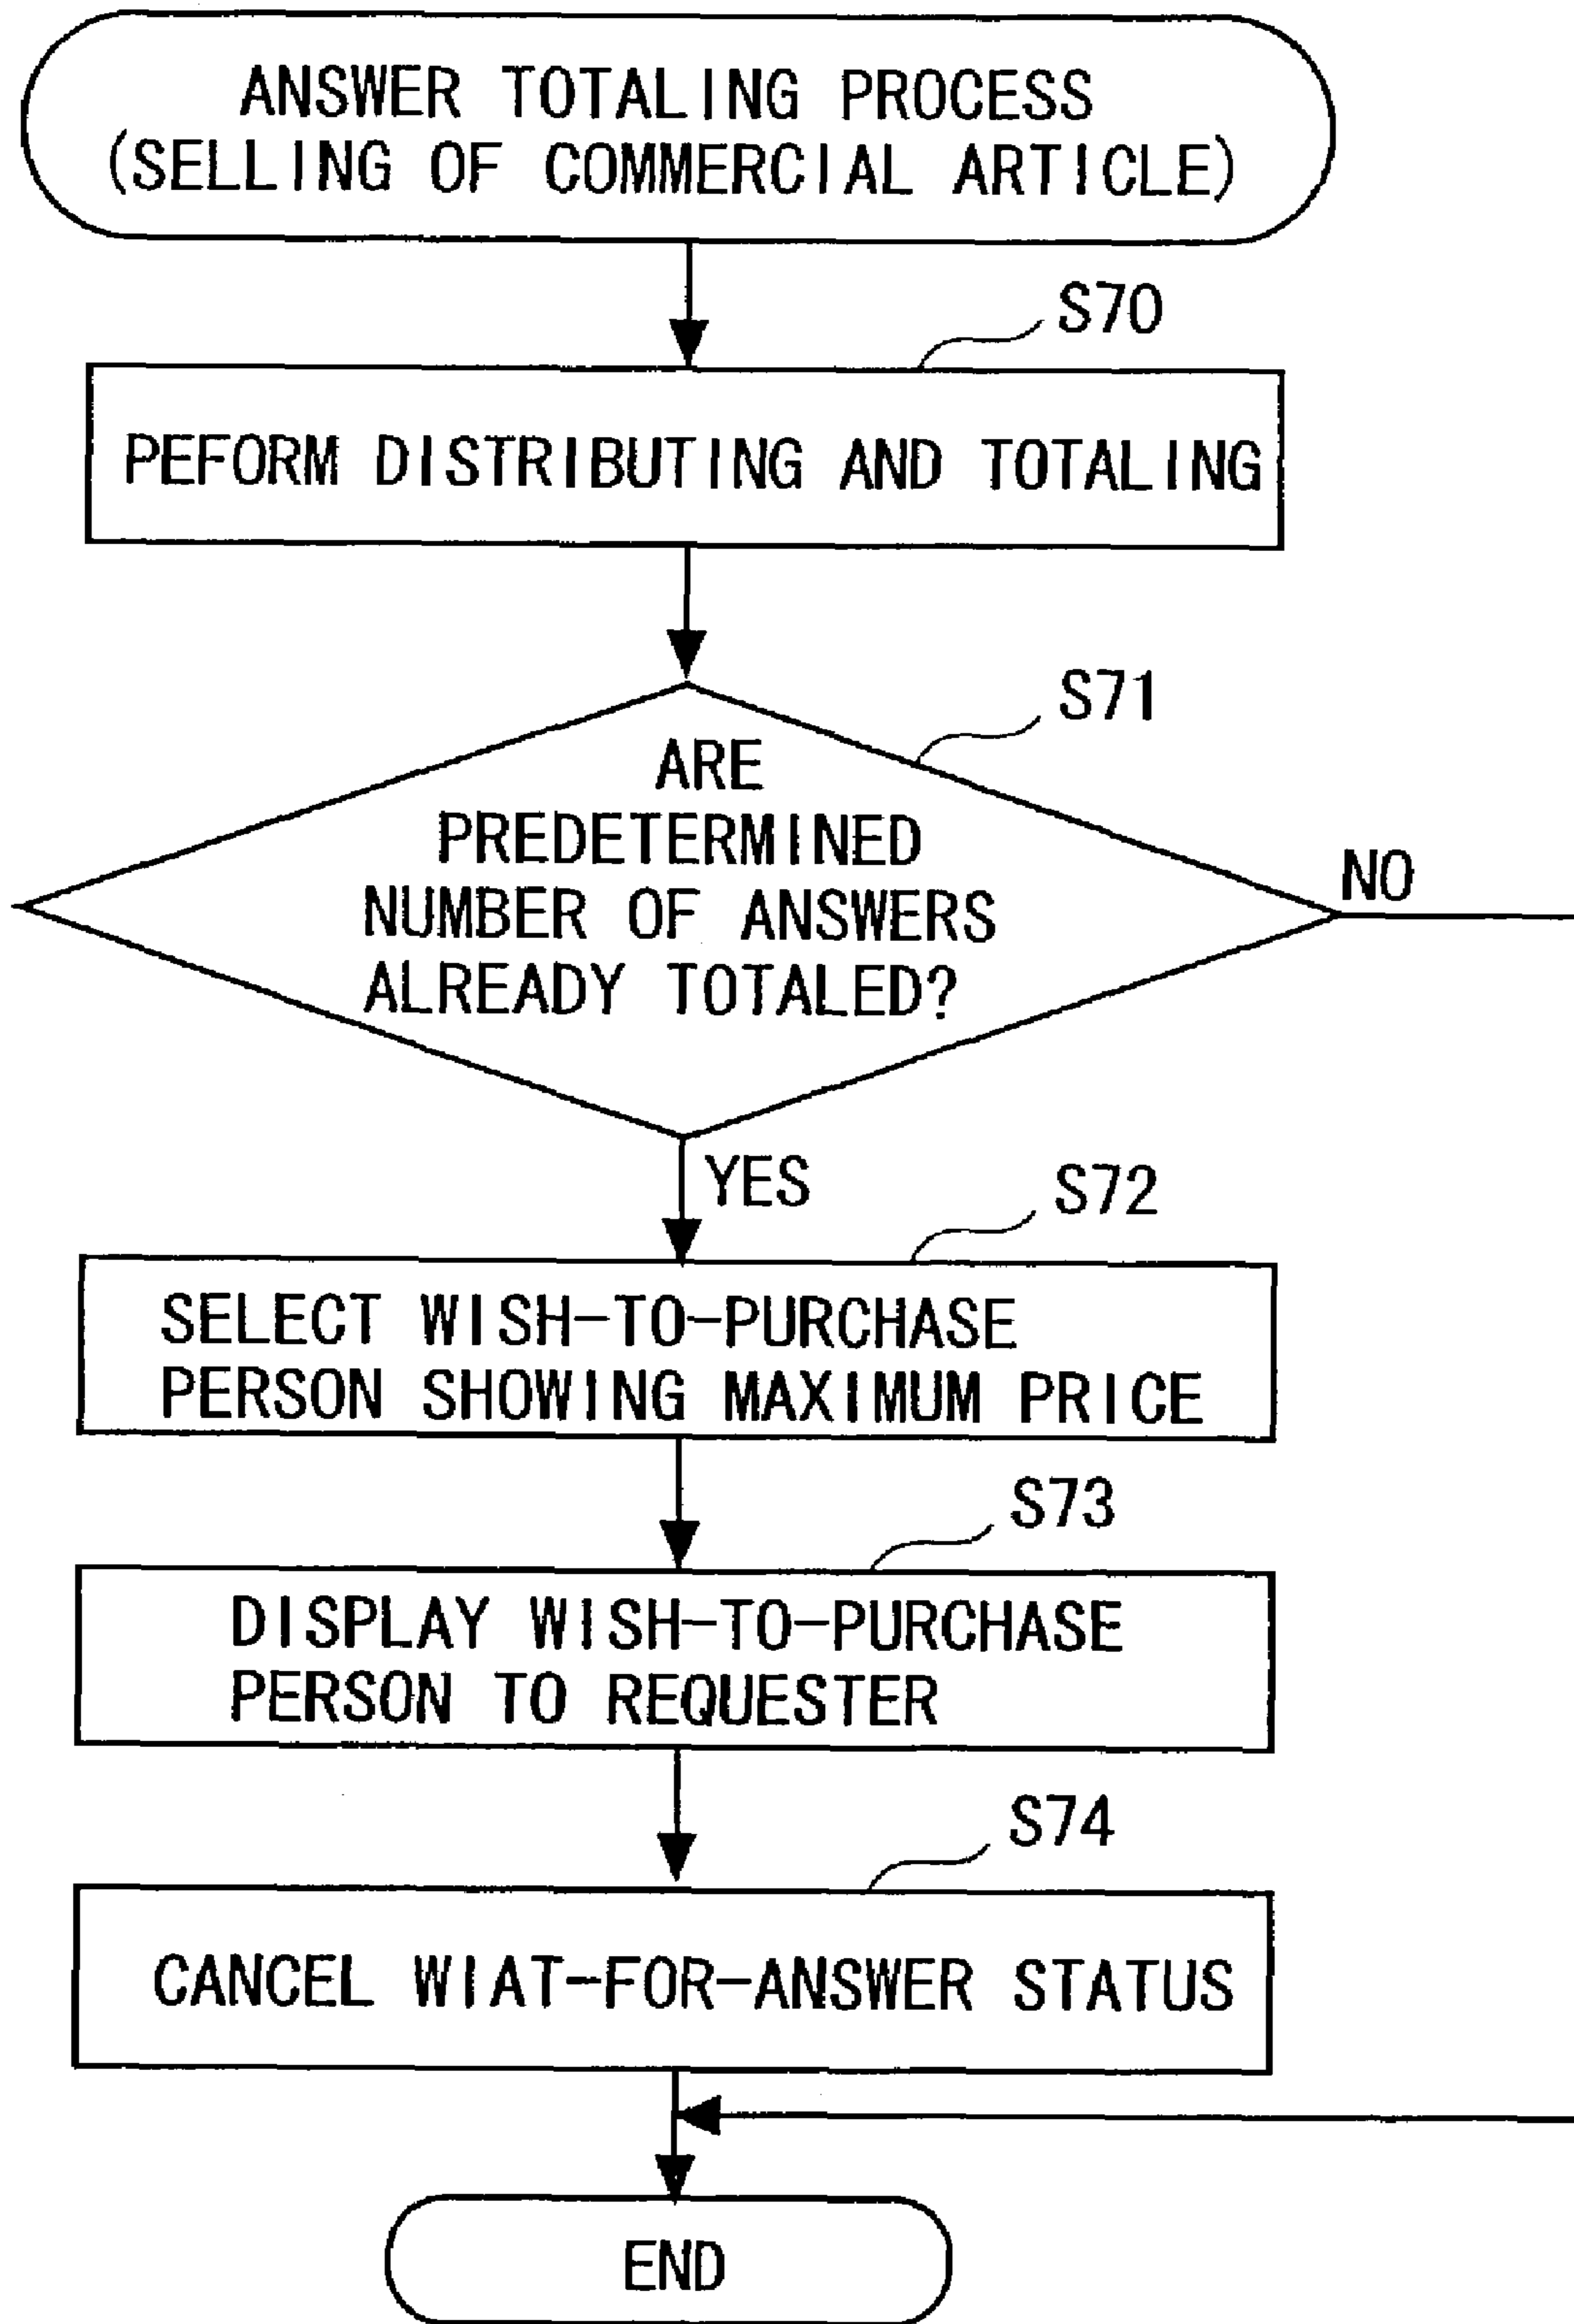 ANSWER TOTALING PROCESS
(SELLING OF COMMERCIAL ARTICLE)
S70
PEFORM DISTRIBUTING AND TOTALING
S71
ARE
PREDETERMINED
NUMBER OF ANSWERS
ALREADY TOTALED?
NO
YES
S72
SELECT WISH-TO-PURCHASE
PERSON SHOWING MAXIMUM PRICE
S73
DISPLAY WISH-TO-PURCHASE
PERSON TO REQUESTER
S74
CANCEL WIAT-FOR-ANSWER STATUS
END